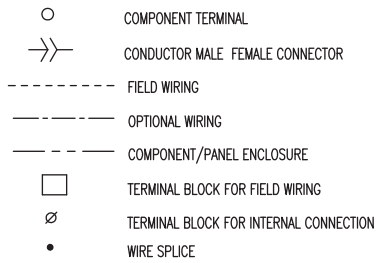 COMPONENT TERMINAL
CONDUCTOR MALE FEMALE CONNECTOR
FIELD WIRING
OPTIONAL WIRING
COMPONENT/PANEL ENCLOSURE
TERMINAL BLOCK FOR FIELD WIRING
TERMINAL BLOCK FOR INTERNAL CONNECTION
WIRE SPLICE